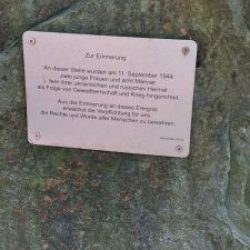 Zur Erinnerung
An dieser Stelle wurden am 11. September 1944
zwei junge Frauen und acht Männer
fern ihrer ukrainischen und russischen Heimat
als Folge von Gewaltherrschaft und Krieg hingerichtet.
Aus der Erinnerung an dieses Ereignis
erwächst die Verpflichtung für uns,
die Rechte und Würde aller Menschen zu bewahren.